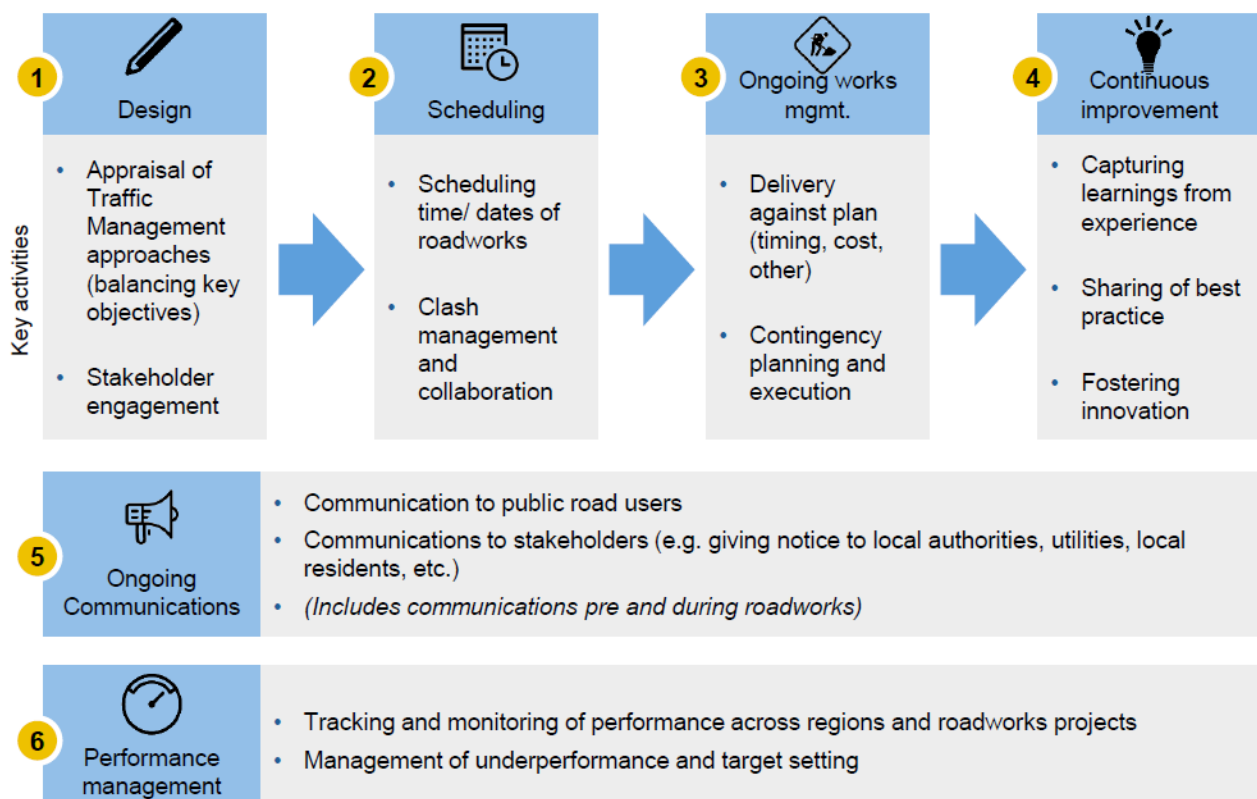 Key activities
1
Design
• Appraisal of
Traffic
Management
approaches
(balancing key
objectives)
• Stakeholder
engagement
2
Scheduling
• Scheduling
time/ dates of
roadworks
• Clash
management
and
collaboration
3
Ongoing works
mgmt.
• Delivery
against plan
(timing, cost,
other)
• Contingency
planning and
execution
4
Continuous
improvement
• Capturing
learnings from
experience
• Sharing of best
practice
• Fostering
innovation
5
Ongoing
Communications
• Communication to public road users
• Communications to stakeholders (e.g. giving notice to local authorities, utilities, local
residents, etc.)
• (Includes communications pre and during roadworks)
6
Performance
management
• Tracking and monitoring of performance across regions and roadworks projects
• Management of underperformance and target setting